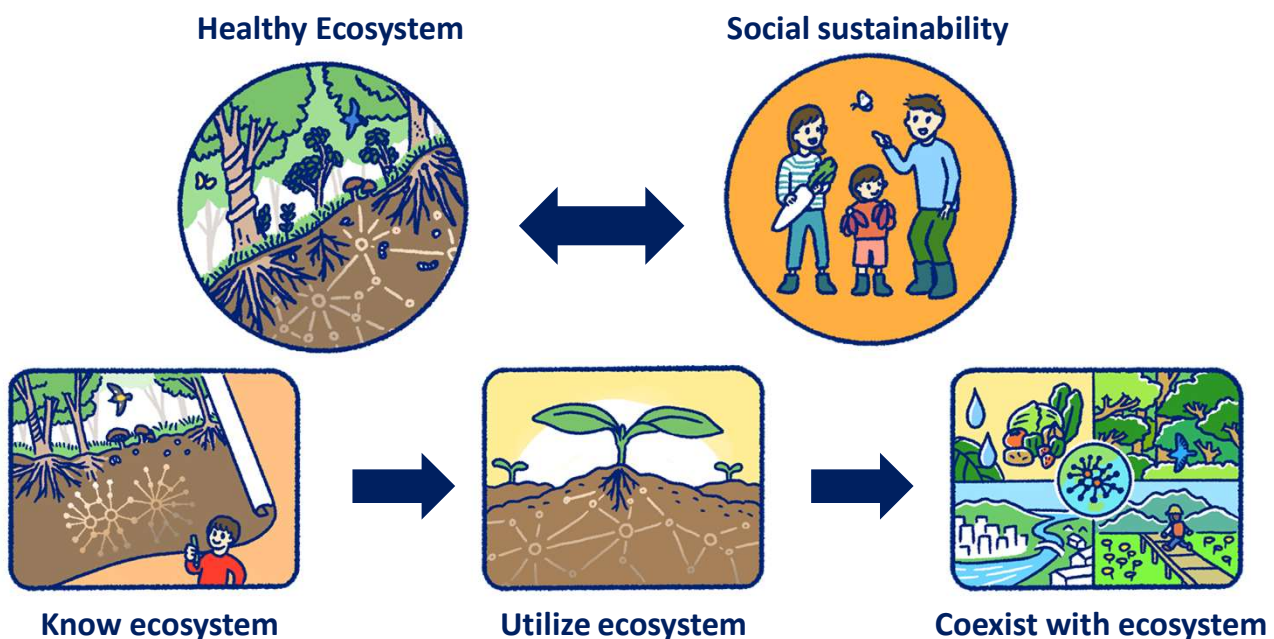 Healthy Ecosystem
Social sustainability
Know ecosystem
Utilize ecosystem
Coexist with ecosystem